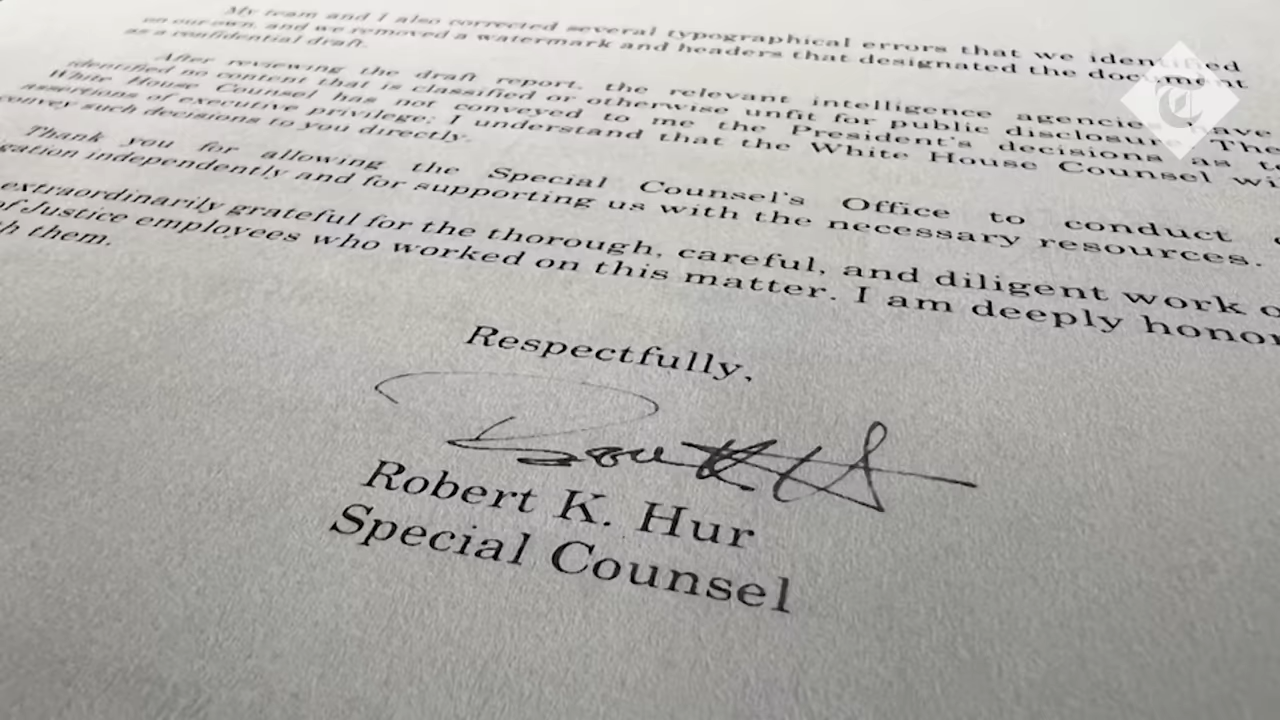 My team and I also corrected several typographical errors that we identified
on our own, and we removed a watermark and headers that designated the document
as a confidential draft.
After reviewing the draft report, the relevant intelligence agencies have
identified no content that is classified or otherwise unfit for public disclosure. The
White House Counsel has not conveyed to me the President's decisions as to
assertions of executive privilege; I understand that the White House Counsel wi
convey such decisions to you directly.
Thank you for allowing the Special Counsel's Office to conduct
gation independently and for supporting us with the necessary resources.
extraordinarily grateful for the thorough, careful, and diligent work o
of Justice employees who worked on this matter. I am deeply honor
h them.
Respectfully,
Robert K. Hur
Special Counsel
T